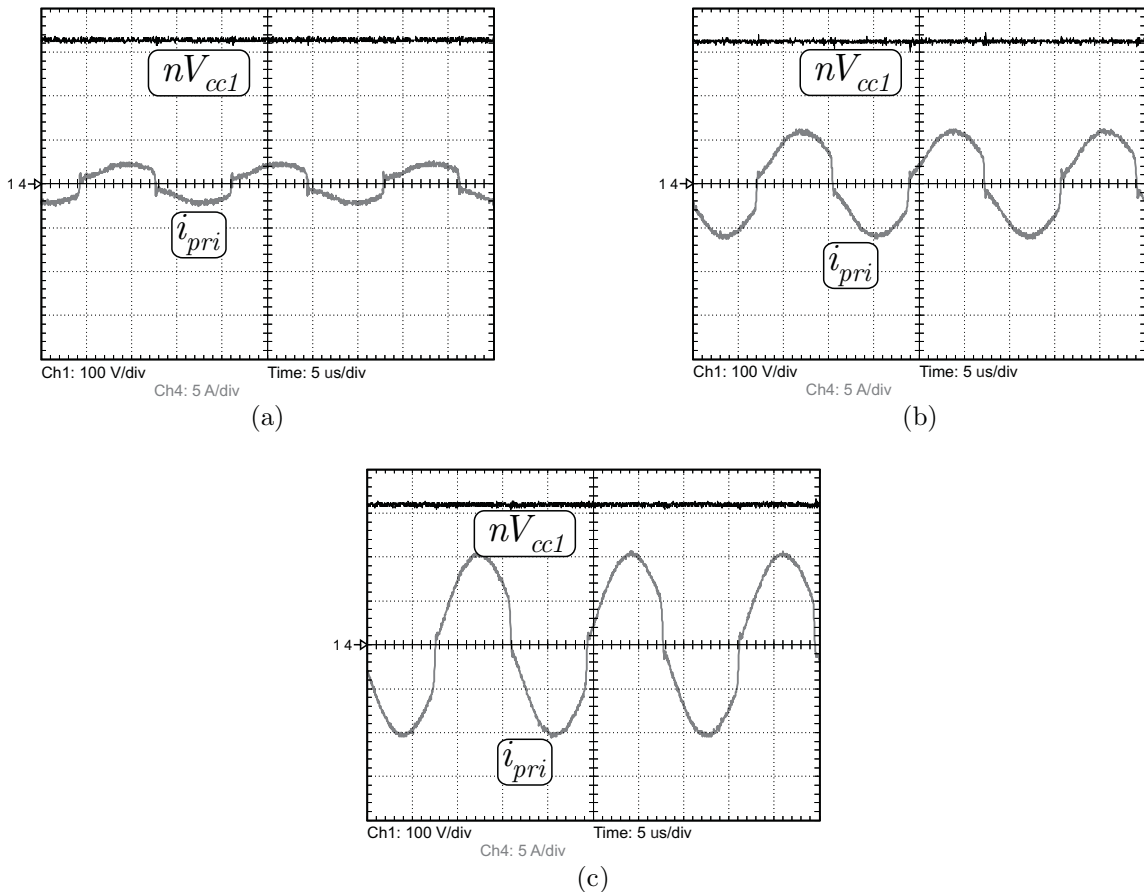 nV_cc1
1 4
i_pri
Ch1: 100 V/div Time: 5 us/div
Ch4: 5 A/div
(a)
nV_cc1
1 4
i_pri
Ch1: 100 V/div Time: 5 us/div
Ch4: 5 A/div
(b)
nV_cc1
1 4
i_pri
Ch1: 100 V/div Time: 5 us/div
Ch4: 5 A/div
(c)